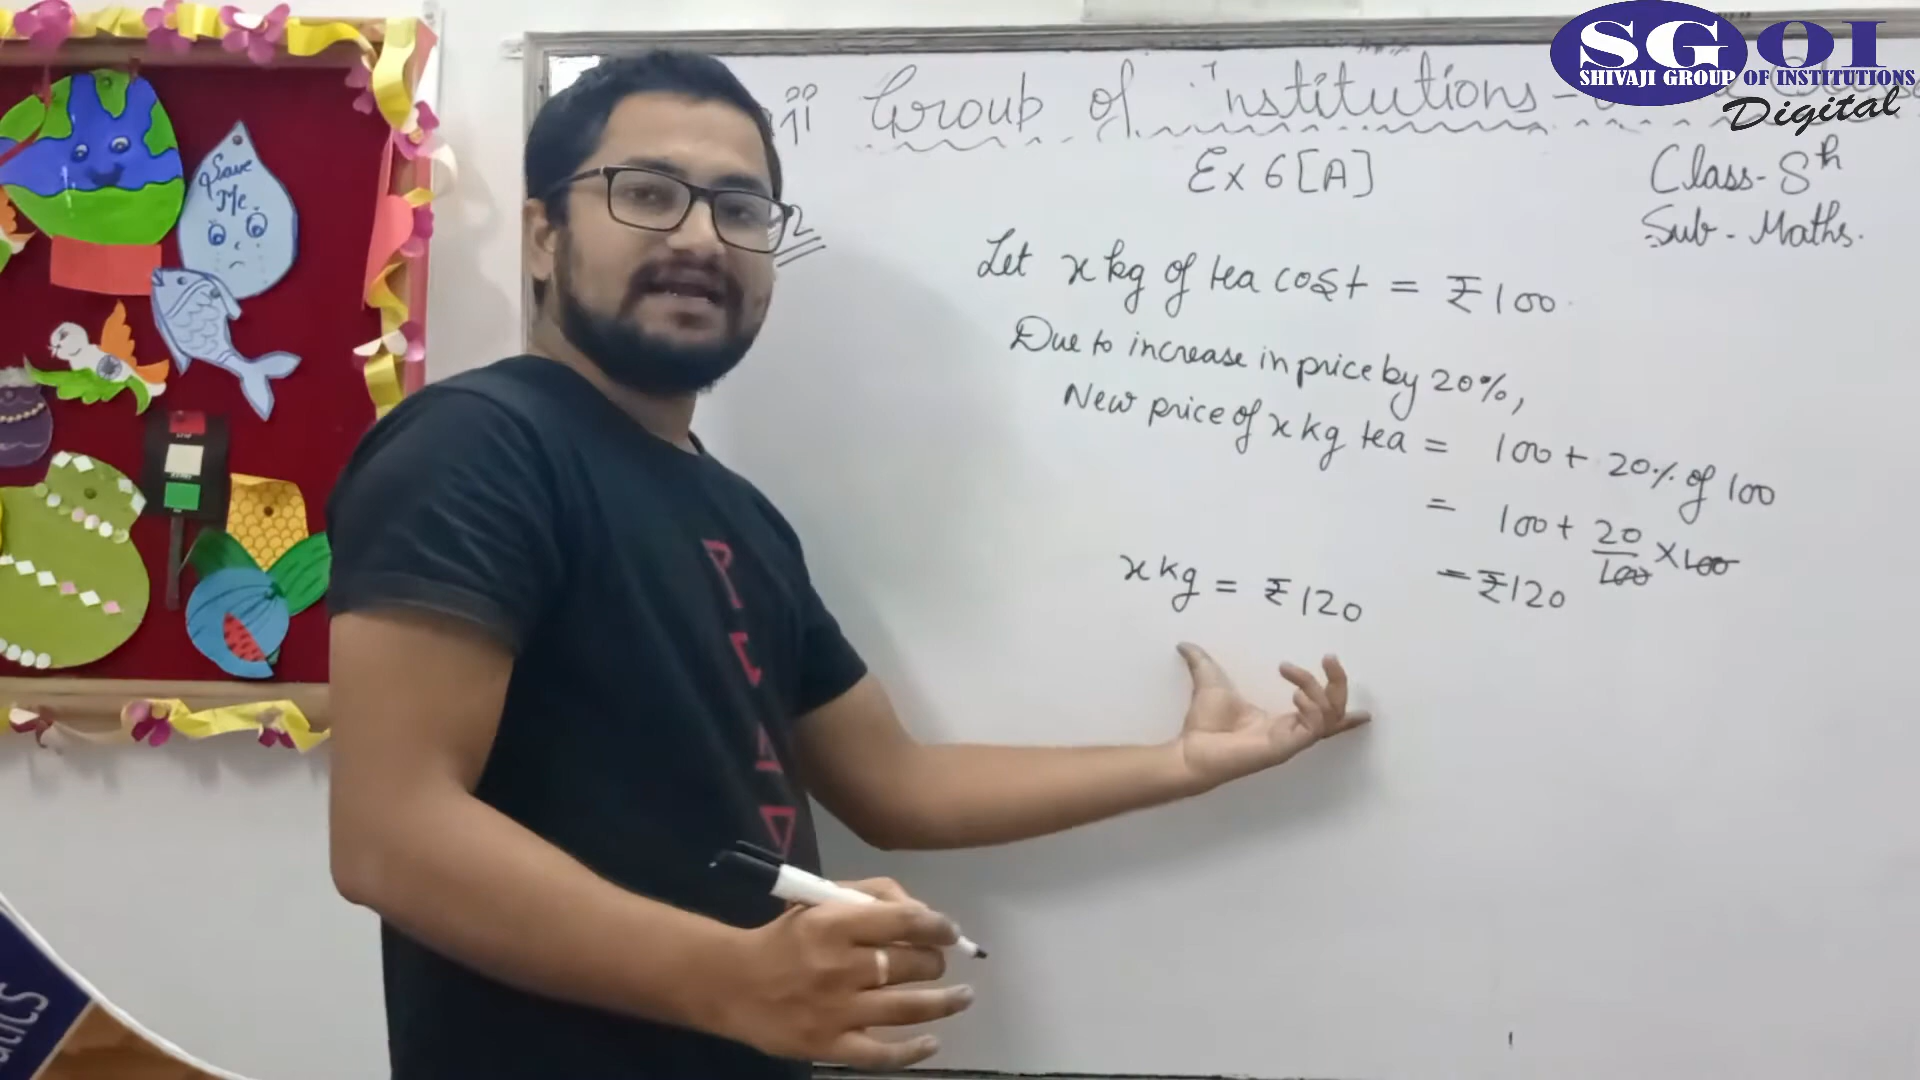 SGOI
SHIVAJI GROUP OF INSTITUTIONS
Digital
Group of Institutions -
Ex 6[A]
Class-8th
Sub - Maths.
Save
Me
2
Let x kg of tea cost = ₹100
Due to increase in price by 20%,
New price of x kg tea = 100 + 20% of 100
= 100 + 20/100 × 100
= ₹120
x kg = ₹120